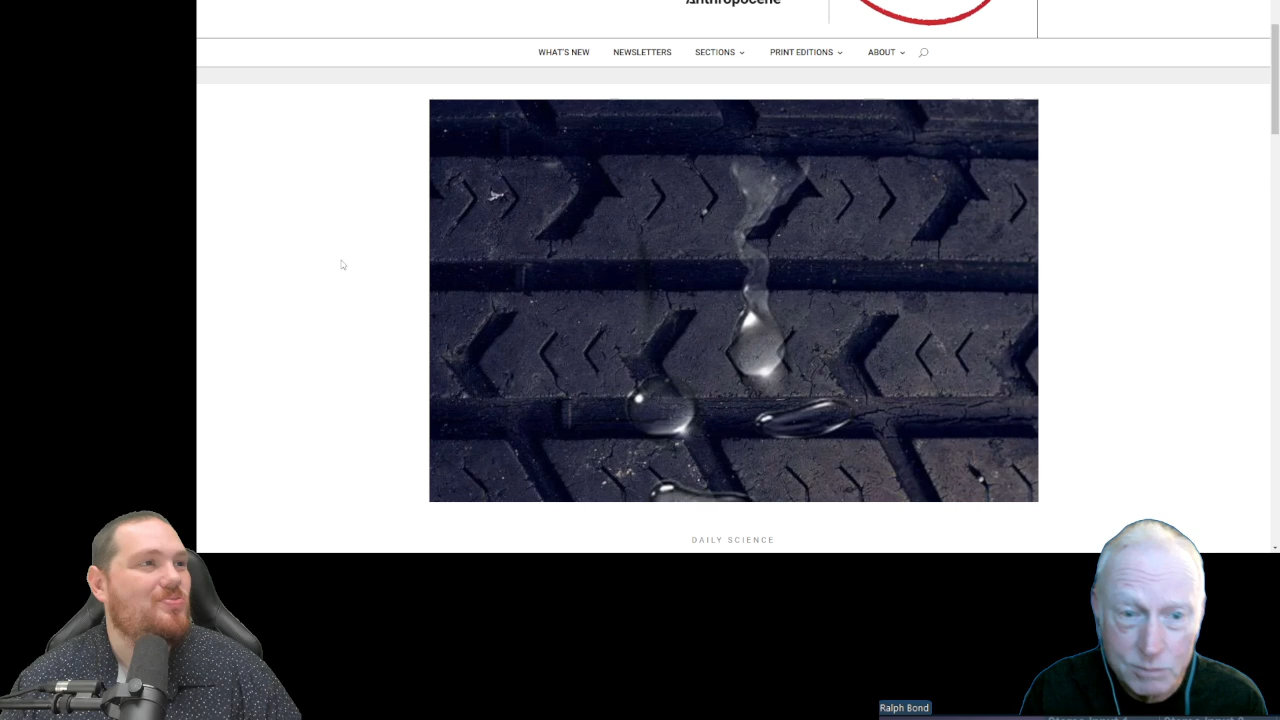 Anthropocene
WHAT'S NEW NEWSLETTERS SECTIONS PRINT EDITIONS ABOUT
DAILY SCIENCE
Ralph Bond